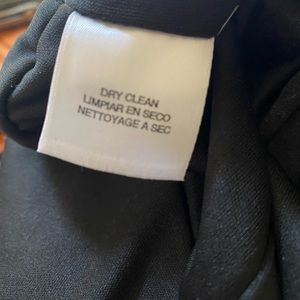 DRY CLEAN
LIMPIAR EN SECO
NETTOYAGE A SEC